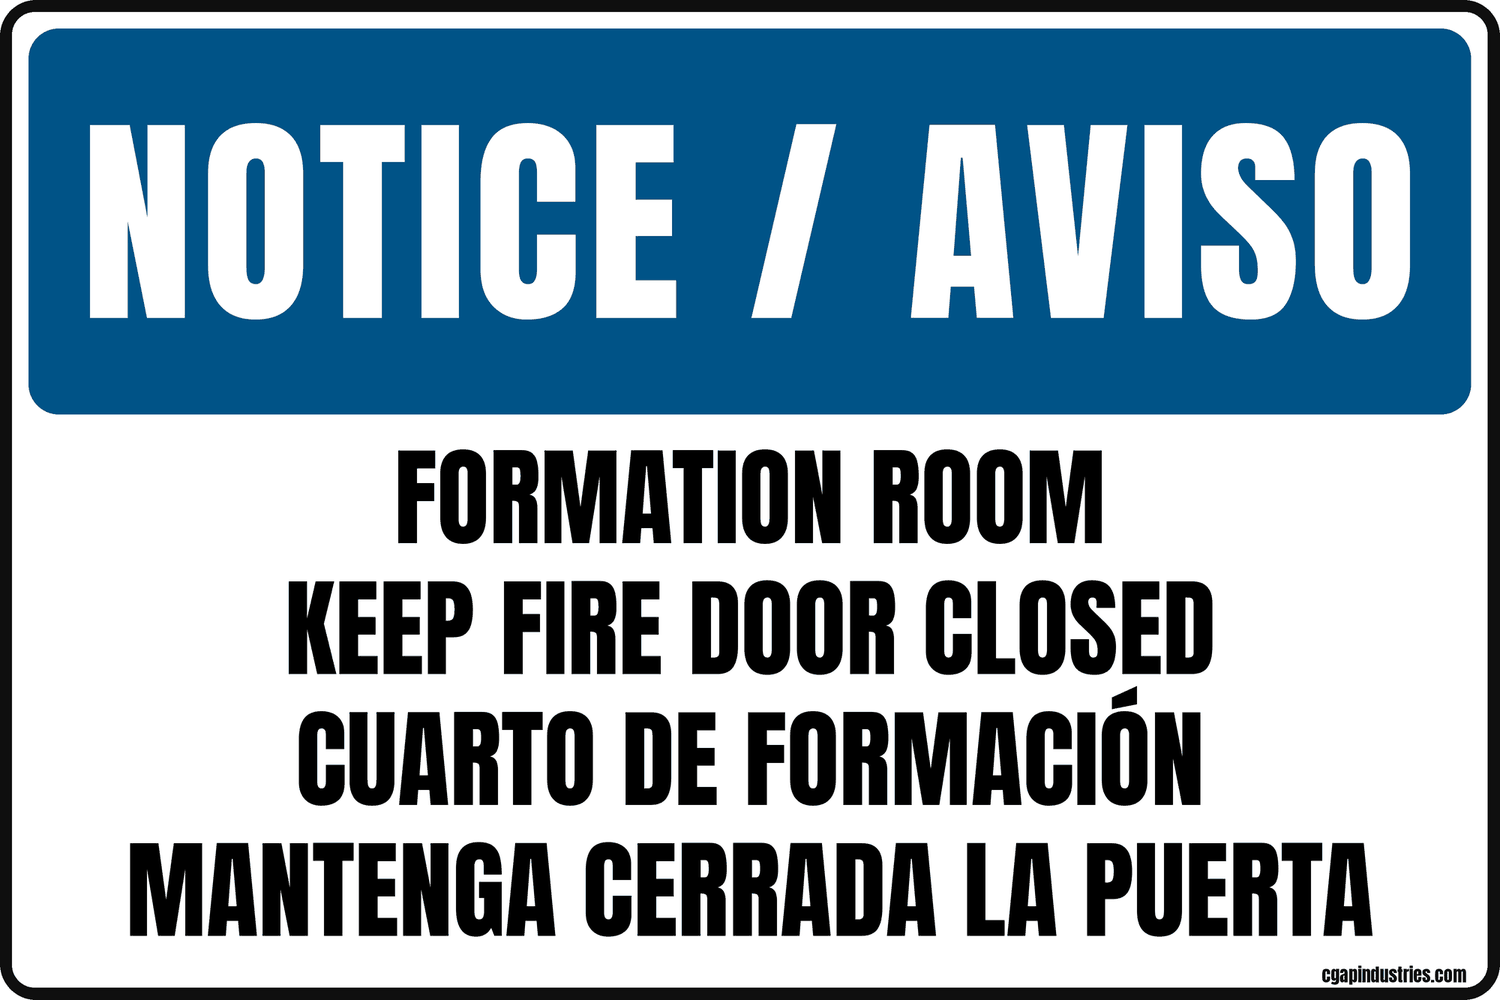 NOTICE / AVISO
FORMATION ROOM
KEEP FIRE DOOR CLOSED
CUARTO DE FORMACIÓN
MANTENGA CERRADA LA PUERTA
cgapindustries.com